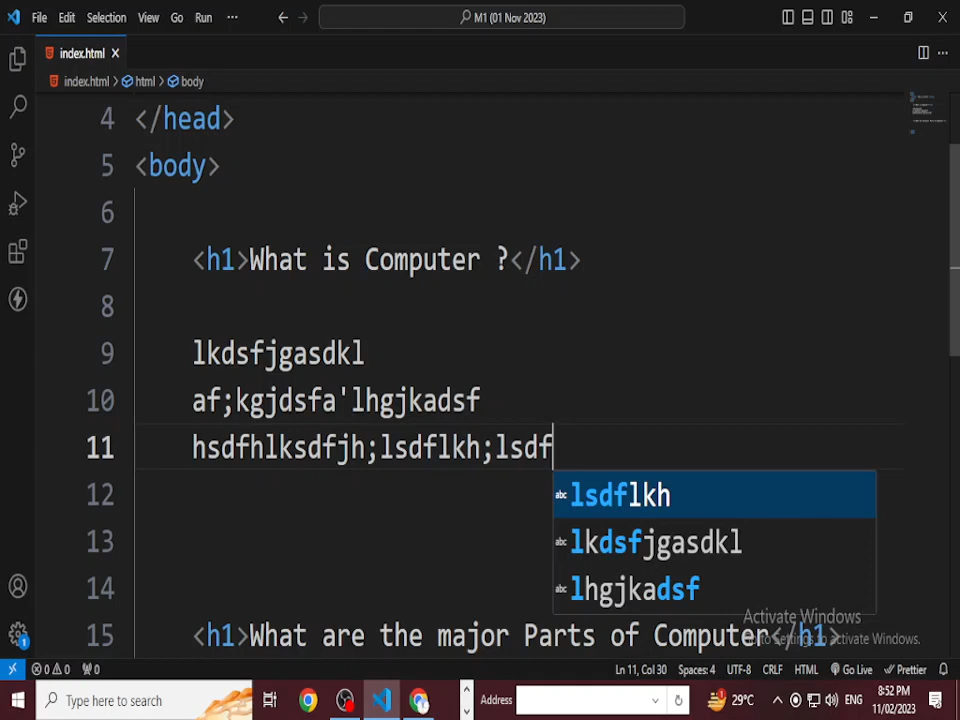 File Edit Selection View Go Run ··· M1 (01 Nov 2023)
index.html
index.html > html > body
4 </head>
5 <body>
6
7 <h1>What is Computer ?</h1>
8
9 lkdsfjgasdkl
10 af;kgjdsfa'lhgjkadsf
11 hsdfhlksdfjh;lsdflkh;lsdf
12 abc lsdflkh
13 abc lkdsfjgasdkl
14 abc lhgjkadsf
Activate Windows
Go to Settings to activate Windows.
15 <h1>What are the major Parts of Computer</h1>
0 0 0 Ln 11, Col 30 Spaces: 4 UTF-8 CRLF HTML Go Live Prettier
Type here to search Address 29°C ENG 8:52 PM
11/02/2023